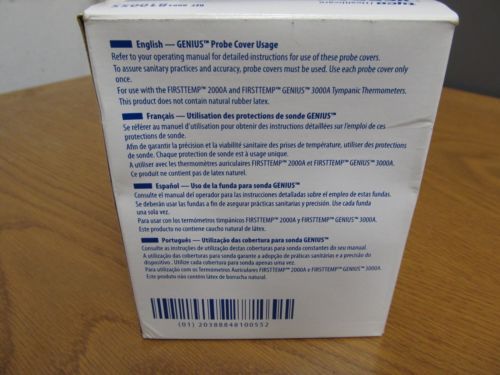 English — GENIUS™ Probe Cover Usage
Refer to your operating manual for detailed instructions for use of these probe covers.
To assure sanitary practices and accuracy, probe covers must be used. Use each probe cover only
once.
For use with the FIRSTTEMP™ 2000A and FIRSTTEMP™ GENIUS™ 3000A Tympanic Thermometers.
This product does not contain natural rubber latex.
Français — Utilisation des protections de sonde GENIUS™
Se référer au manuel d'utilisation pour obtenir des instructions détaillées sur l'emploi de ces
protections de sonde.
Afin de garantir la précision et la viabilité sanitaire des prises de température, utiliser des protections
de sonde. Chaque protection de sonde est à usage unique.
A utiliser avec les thermomètres auriculaires FIRSTTEMP™ 2000A et FIRSTTEMP™ GENIUS™ 3000A.
Ce produit ne contient pas de latex naturel.
Español — Uso de la funda para sonda GENIUS™
Consulte el manual del operador para las instrucciones detalladas sobre el empleo de estas fundas.
Se deberán usar las fundas a fin de asegurar prácticas sanitarias y precisión. Use cada funda
una sola vez.
Para usar con los termómetros timpánicos FIRSTTEMP™ 2000A y FIRSTTEMP™ GENIUS™ 3000A.
Este producto no contiene caucho natural de látex.
Português — Utilização das cobertura para sonda GENIUS™
Consulte as instruções de utilização destas cobertura para sonda constantes do seu manual.
A utilização das coberturas para sonda garante a adopção de práticas sanitárias e a precisão do
dispositivo. Utilize cada cobertura para sonda apenas uma vez.
Para utilização com os Termómetros Auriculares FIRSTTEMP™ 2000A e FIRSTTEMP™ GENIUS™ 3000A.
Este produto não contém látex de borracha natural.
(01) 20388848100552